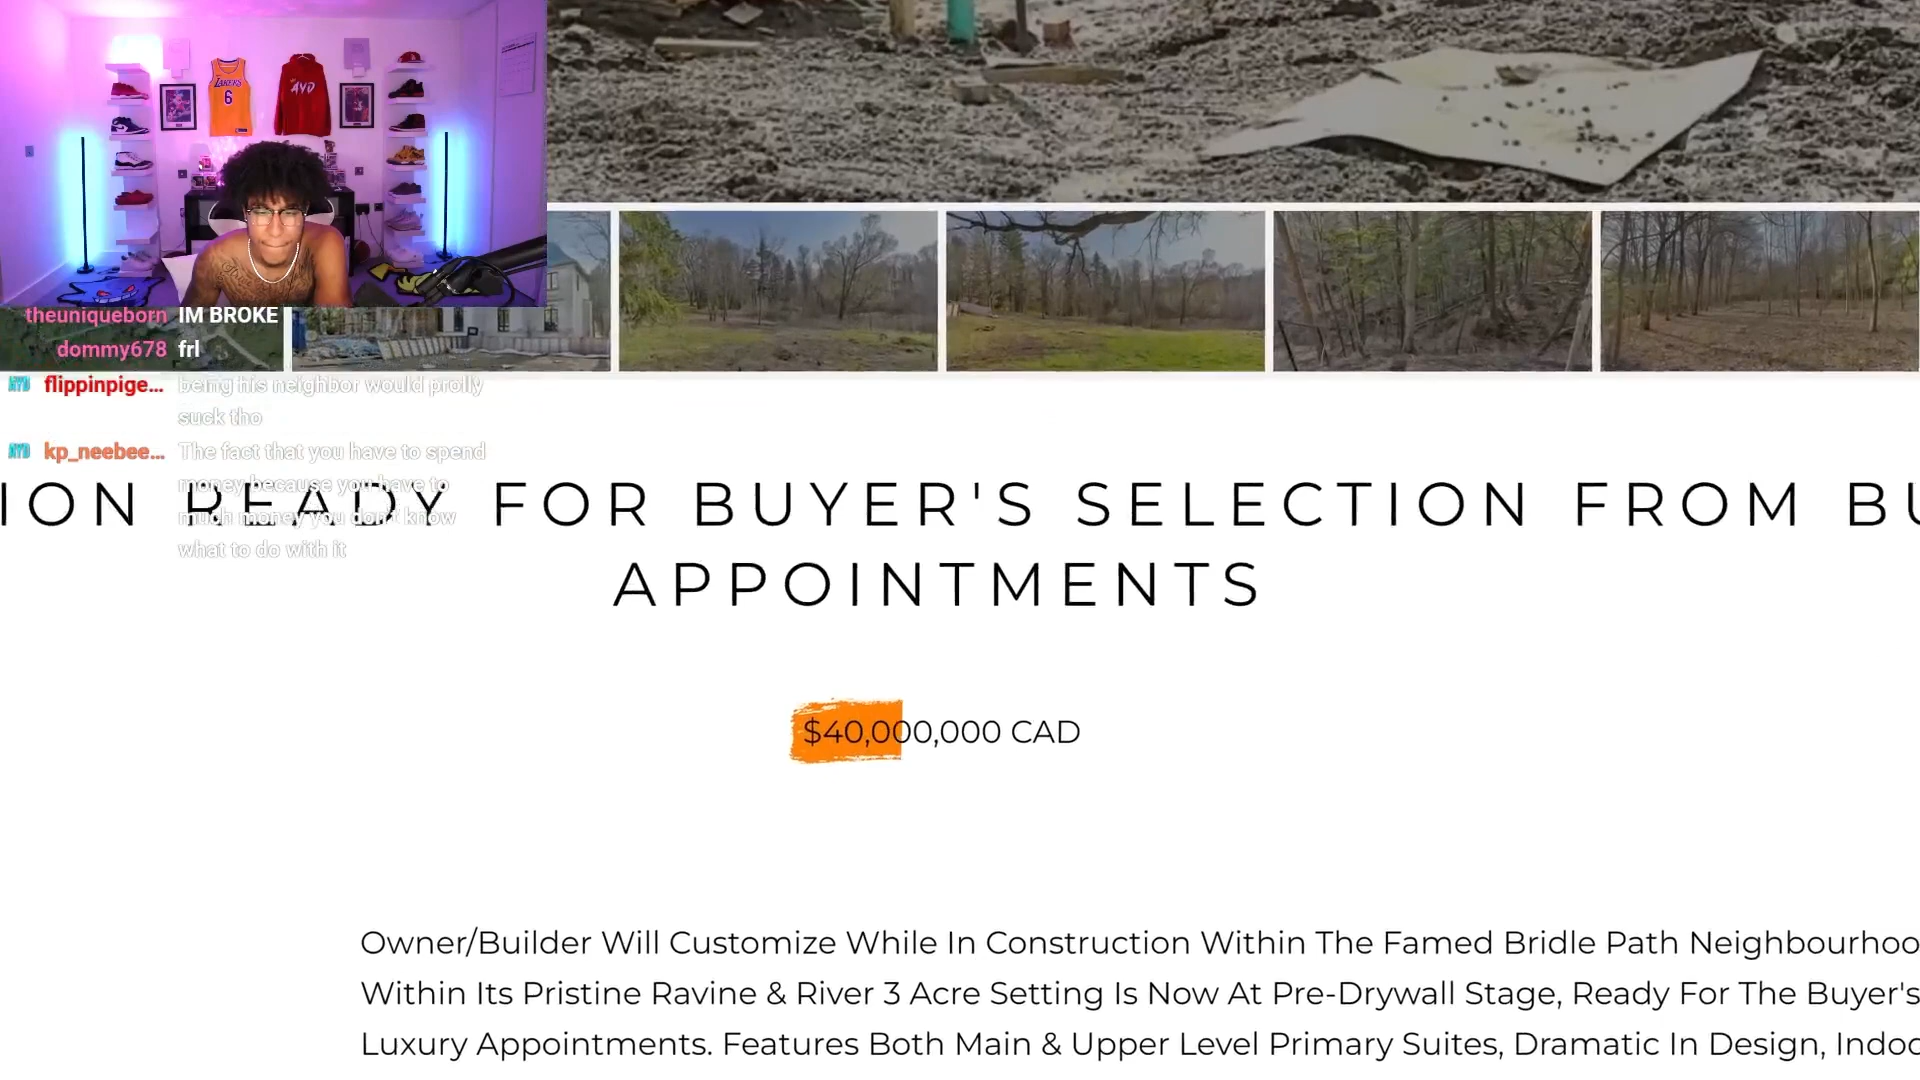 LAKERS
6
AYO
theuniqueborn IM BROKE
dommy678 frl
flippinpige... being his neighbor would prolly
suck tho
kp_neebee... The fact that you have to spend
money because you have to
much money you don't know
what to do with it
ION READY FOR BUYER'S SELECTION FROM BU
APPOINTMENTS
$40,000,000 CAD
Owner/Builder Will Customize While In Construction Within The Famed Bridle Path Neighbourhoo
Within Its Pristine Ravine & River 3 Acre Setting Is Now At Pre-Drywall Stage, Ready For The Buyer's
Luxury Appointments. Features Both Main & Upper Level Primary Suites, Dramatic In Design, Indoo